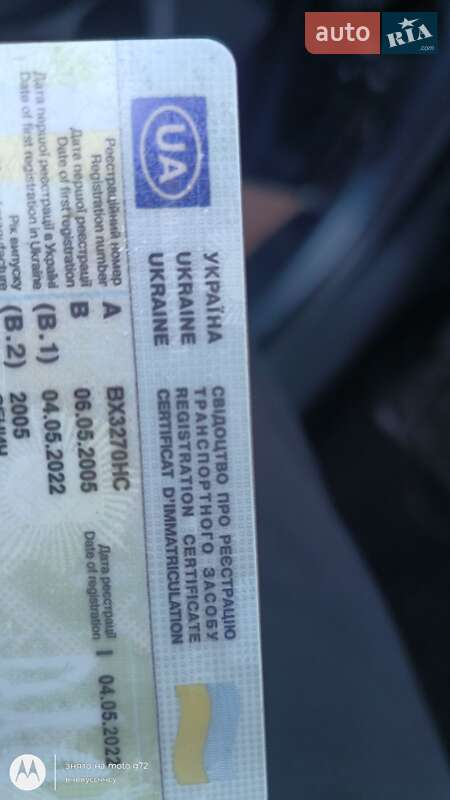 auto RIA
.com
UA
УКРАЇНА
UKRAINE
UKRAINE
СВІДОЦТВО ПРО РЕЄСТРАЦІЮ
ТРАНСПОРТНОГО ЗАСОБУ
REGISTRATION CERTIFICATE
CERTIFICAT D'IMMATRICULATION
Реєстраційний номер
Registration number
A
BX3270HC
Дата реєстрації
Date of registration
I
04.05.2022
Дата першої реєстрації
Date of first registration
B
06.05.2005
Дата першої реєстрації в Україні
Date of first registration in Ukraine
(B.1)
04.05.2022
Рік випуску
(B.2)
2005
знято на moto g72